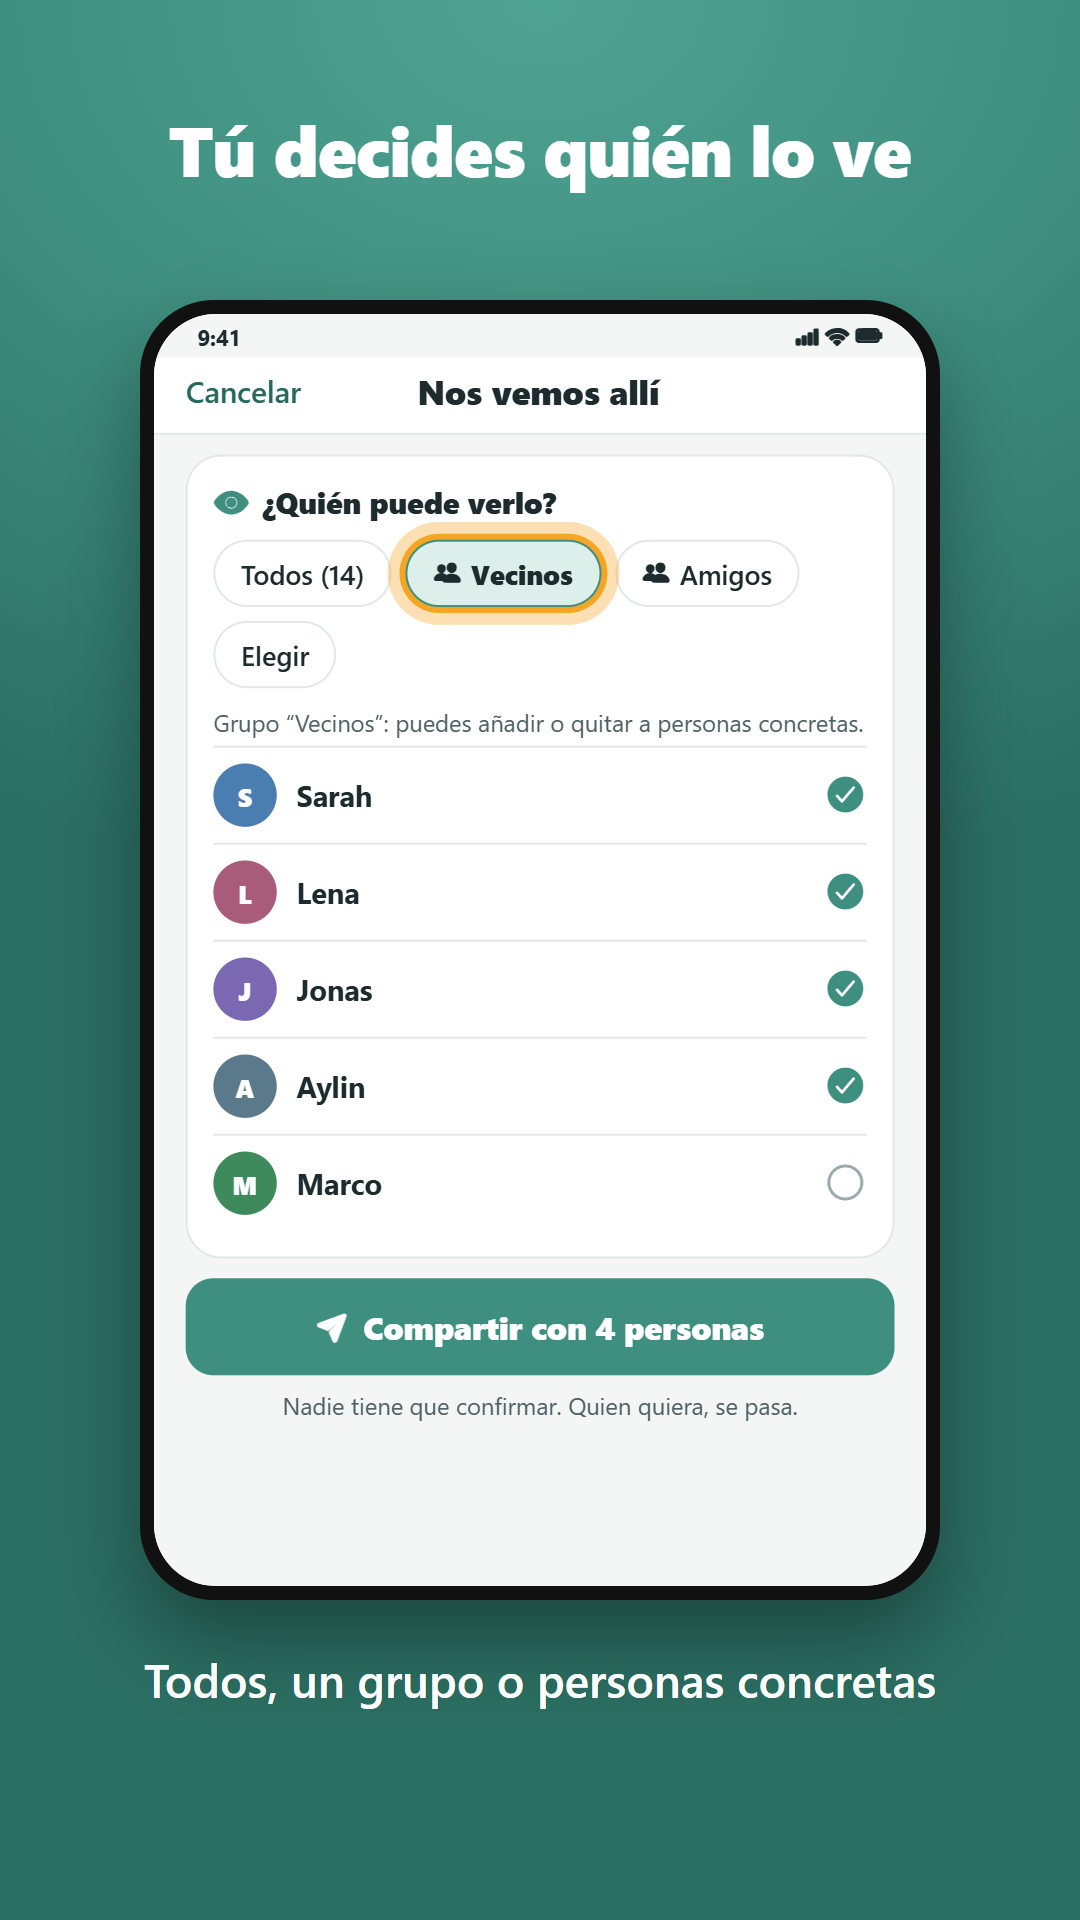 Tú decides quién lo ve
9:41
Cancelar
Nos vemos allí
¿Quién puede verlo?
Todos (14)
Vecinos
Amigos
Elegir
Grupo “Vecinos”: puedes añadir o quitar a personas concretas.
S
Sarah
L
Lena
J
Jonas
A
Aylin
M
Marco
Compartir con 4 personas
Nadie tiene que confirmar. Quien quiera, se pasa.
Todos, un grupo o personas concretas